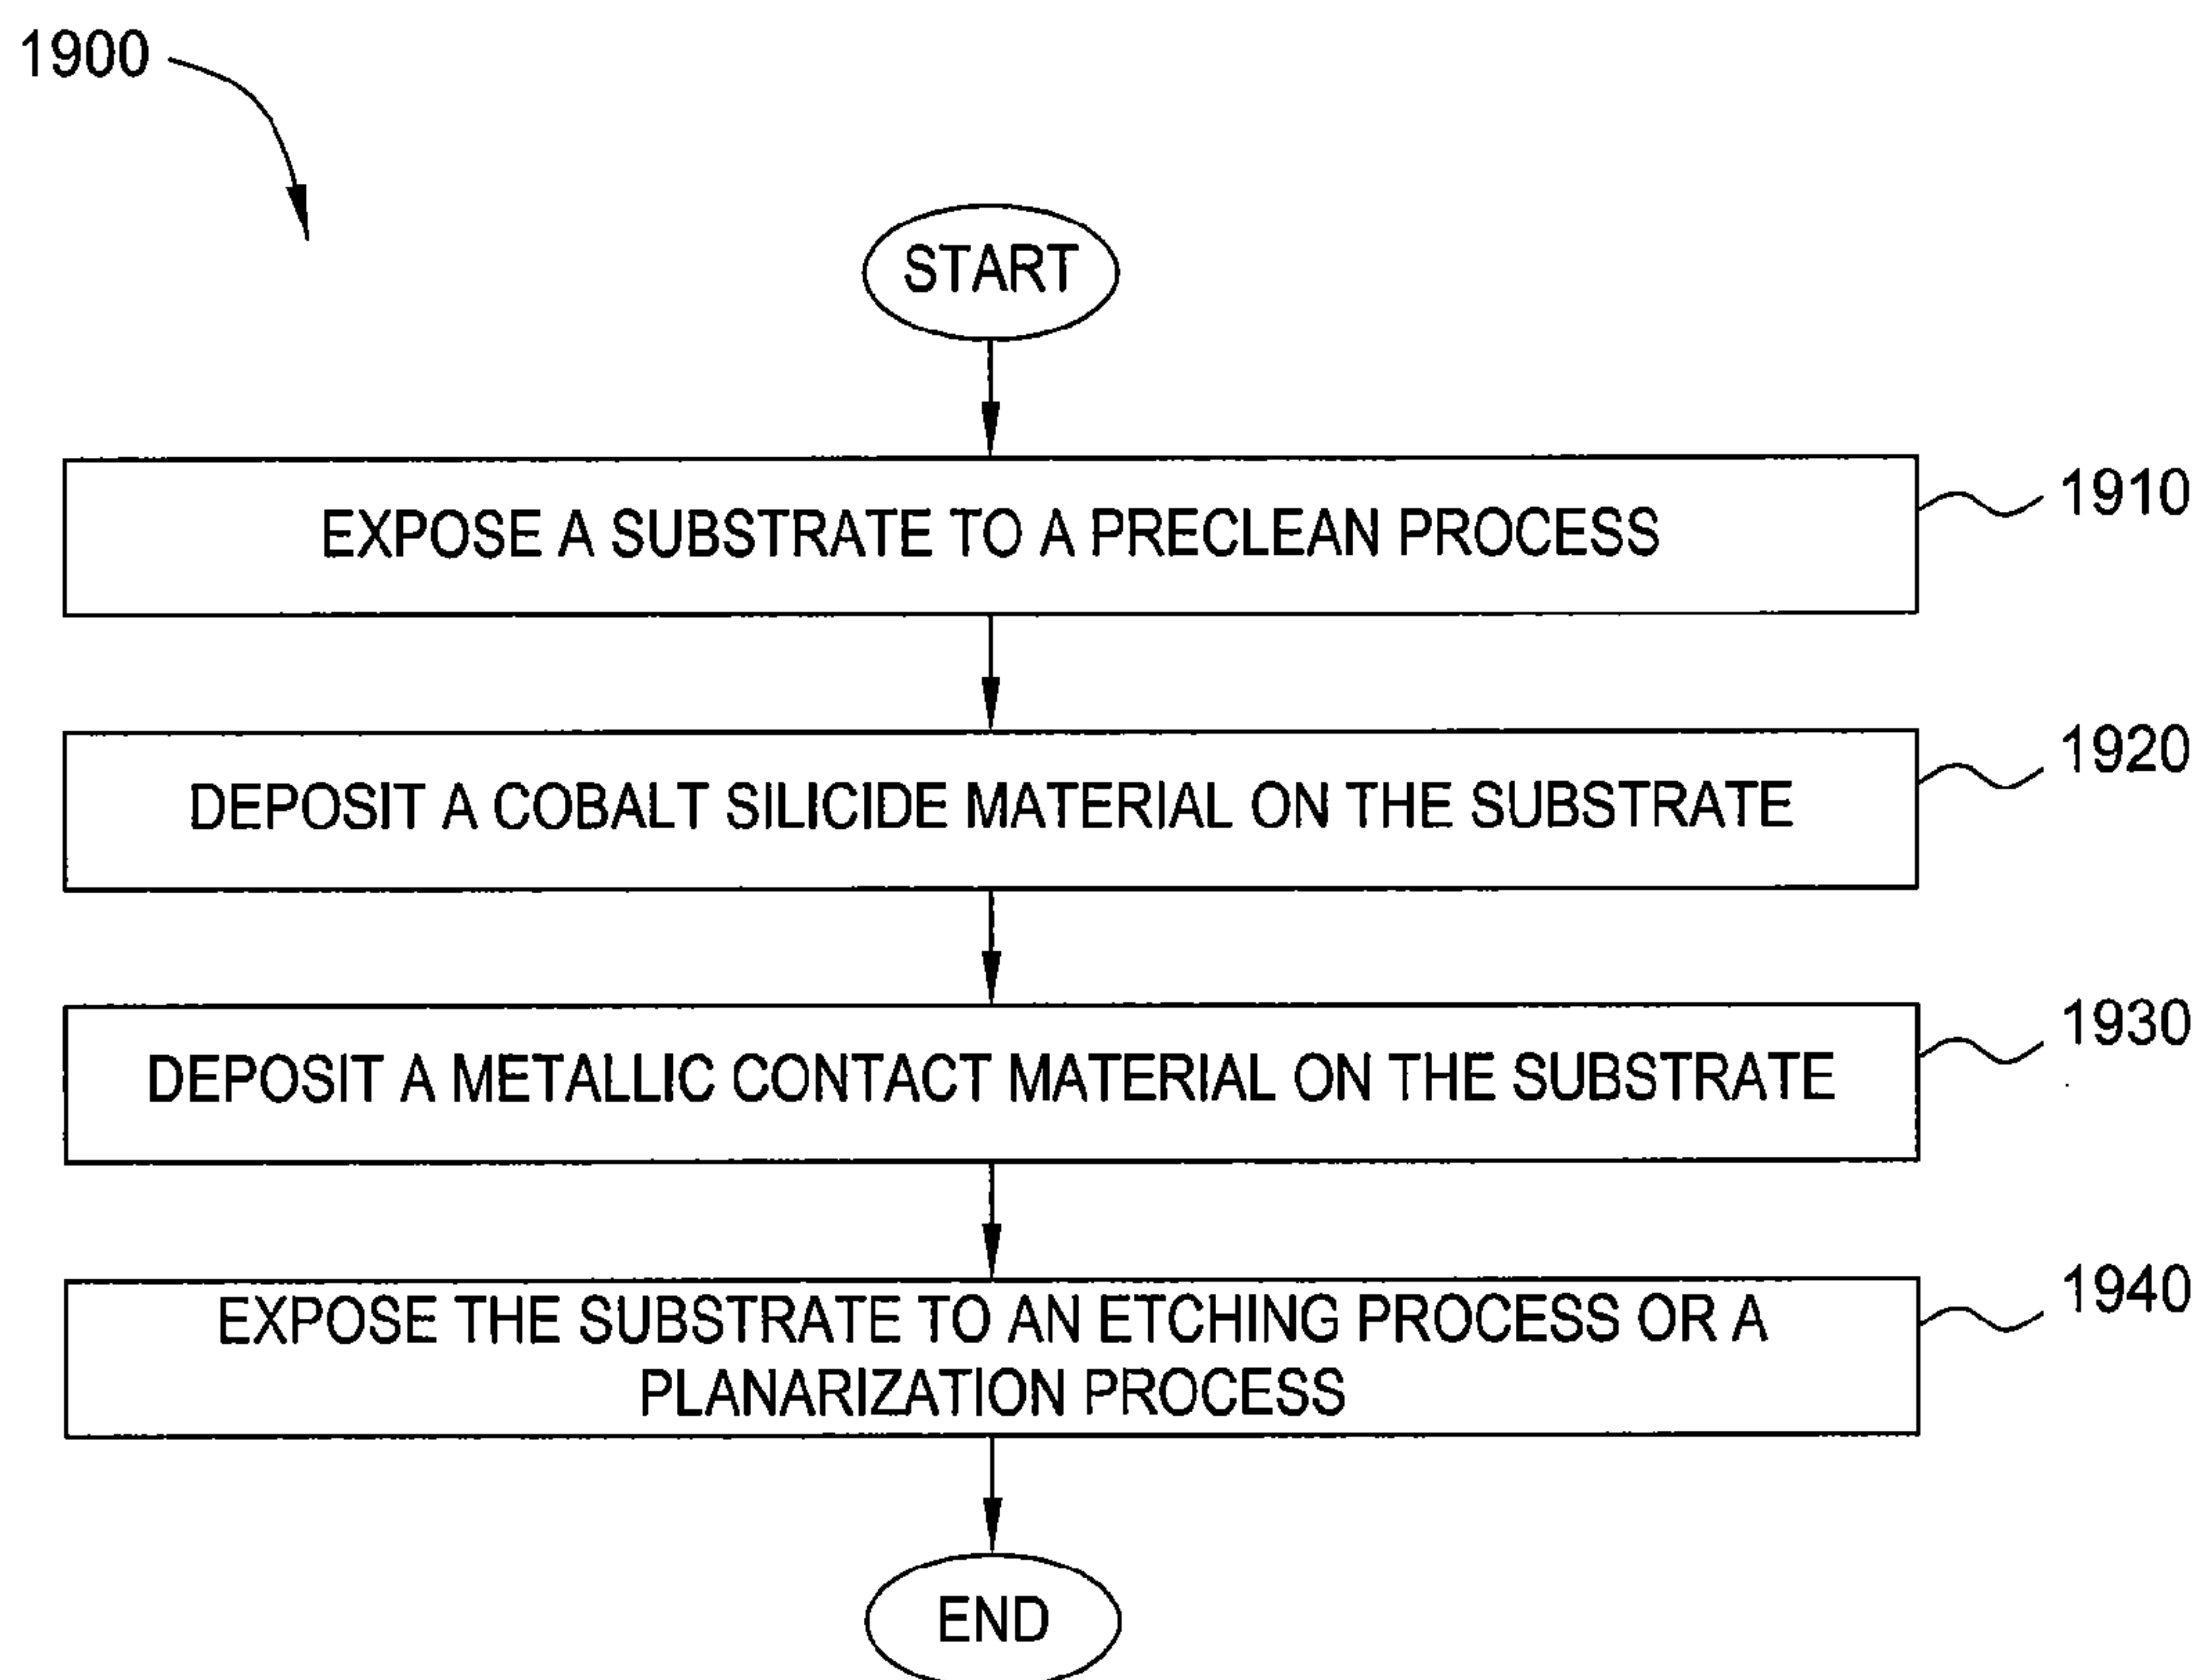 1900
START
EXPOSE A SUBSTRATE TO A PRECLEAN PROCESS
1910
DEPOSIT A COBALT SILICIDE MATERIAL ON THE SUBSTRATE
1920
DEPOSIT A METALLIC CONTACT MATERIAL ON THE SUBSTRATE
1930
EXPOSE THE SUBSTRATE TO AN ETCHING PROCESS OR A
PLANARIZATION PROCESS
1940
END